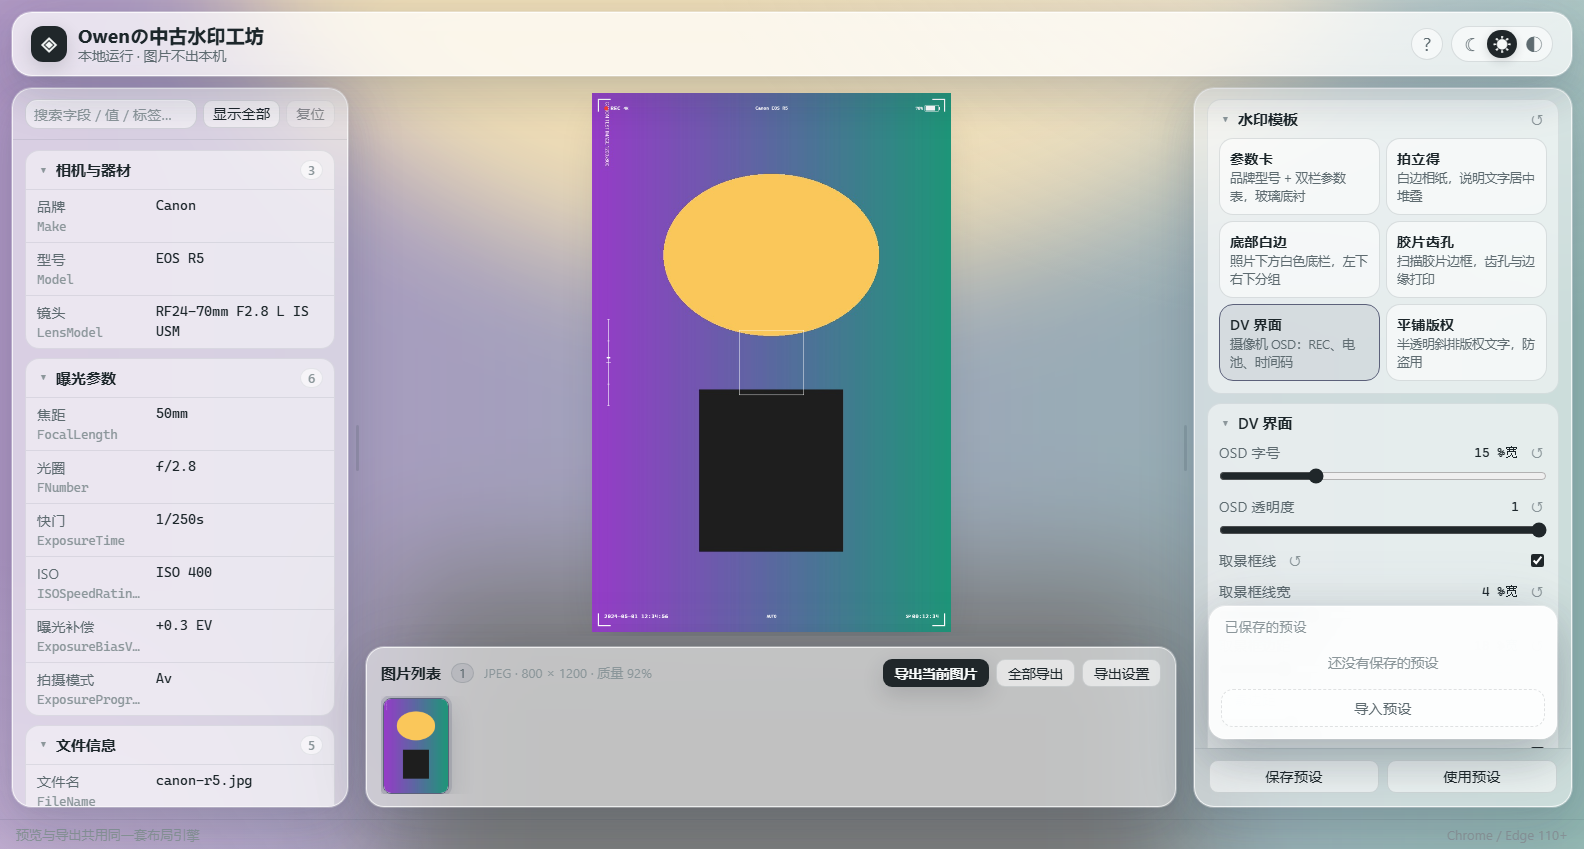 Owenの中古水印工坊
本地运行 · 图片不出本机
?
搜索字段 / 值 / 标签...
显示全部
复位
相机与器材
3
品牌
Canon
Make
型号
EOS R5
Model
镜头
RF24-70mm F2.8 L IS
USM
LensModel
曝光参数
6
焦距
50mm
FocalLength
光圈
f/2.8
FNumber
快门
1/250s
ExposureTime
ISO
ISO 400
ISOSpeedRatin…
曝光补偿
+0.3 EV
ExposureBiasV…
拍摄模式
Av
ExposureProgr…
文件信息
5
文件名
canon-r5.jpg
FileName
REC
Canon EOS R5
2024-05-01 12:34:56
AUTO
图片列表
1
JPEG · 800 × 1200 · 质量 92%
导出当前图片
全部导出
导出设置
水印模板
参数卡
品牌型号 + 双栏参数
表，玻璃底衬
拍立得
白边相纸，说明文字居中
堆叠
底部白边
照片下方白色底栏，左下
右下分组
胶片齿孔
扫描胶片边框，齿孔与边
缘打印
DV 界面
摄像机 OSD：REC、电
池、时间码
平铺版权
半透明斜排版权文字，防
盗用
DV 界面
OSD 字号
15 %宽
OSD 透明度
1
取景框线
取景框线宽
4 %宽
已保存的预设
还没有保存的预设
导入预设
保存预设
使用预设
预览与导出共用同一套布局引擎
Chrome / Edge 110+